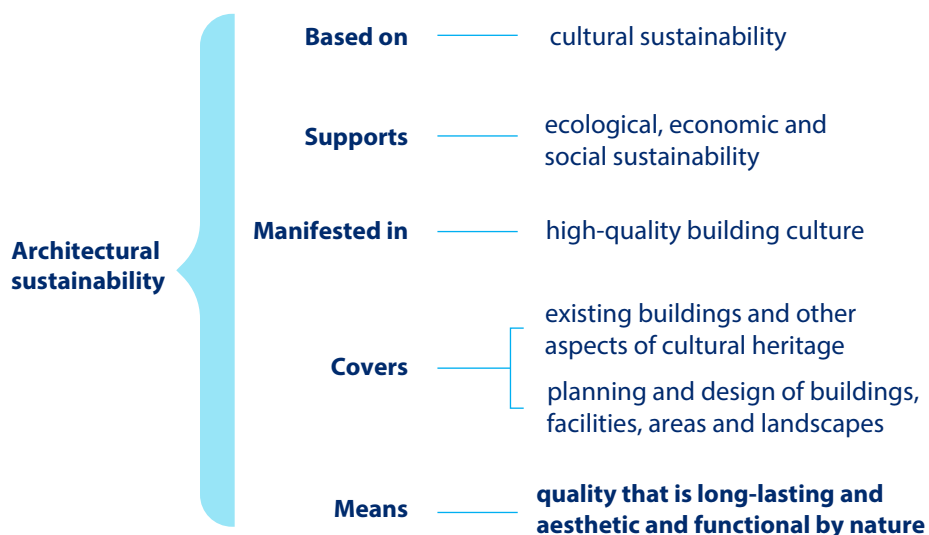 Architectural
sustainability
Based on
cultural sustainability
Supports
ecological, economic and
social sustainability
Manifested in
high-quality building culture
Covers
existing buildings and other
aspects of cultural heritage
planning and design of buildings,
facilities, areas and landscapes
Means
quality that is long-lasting and
aesthetic and functional by nature